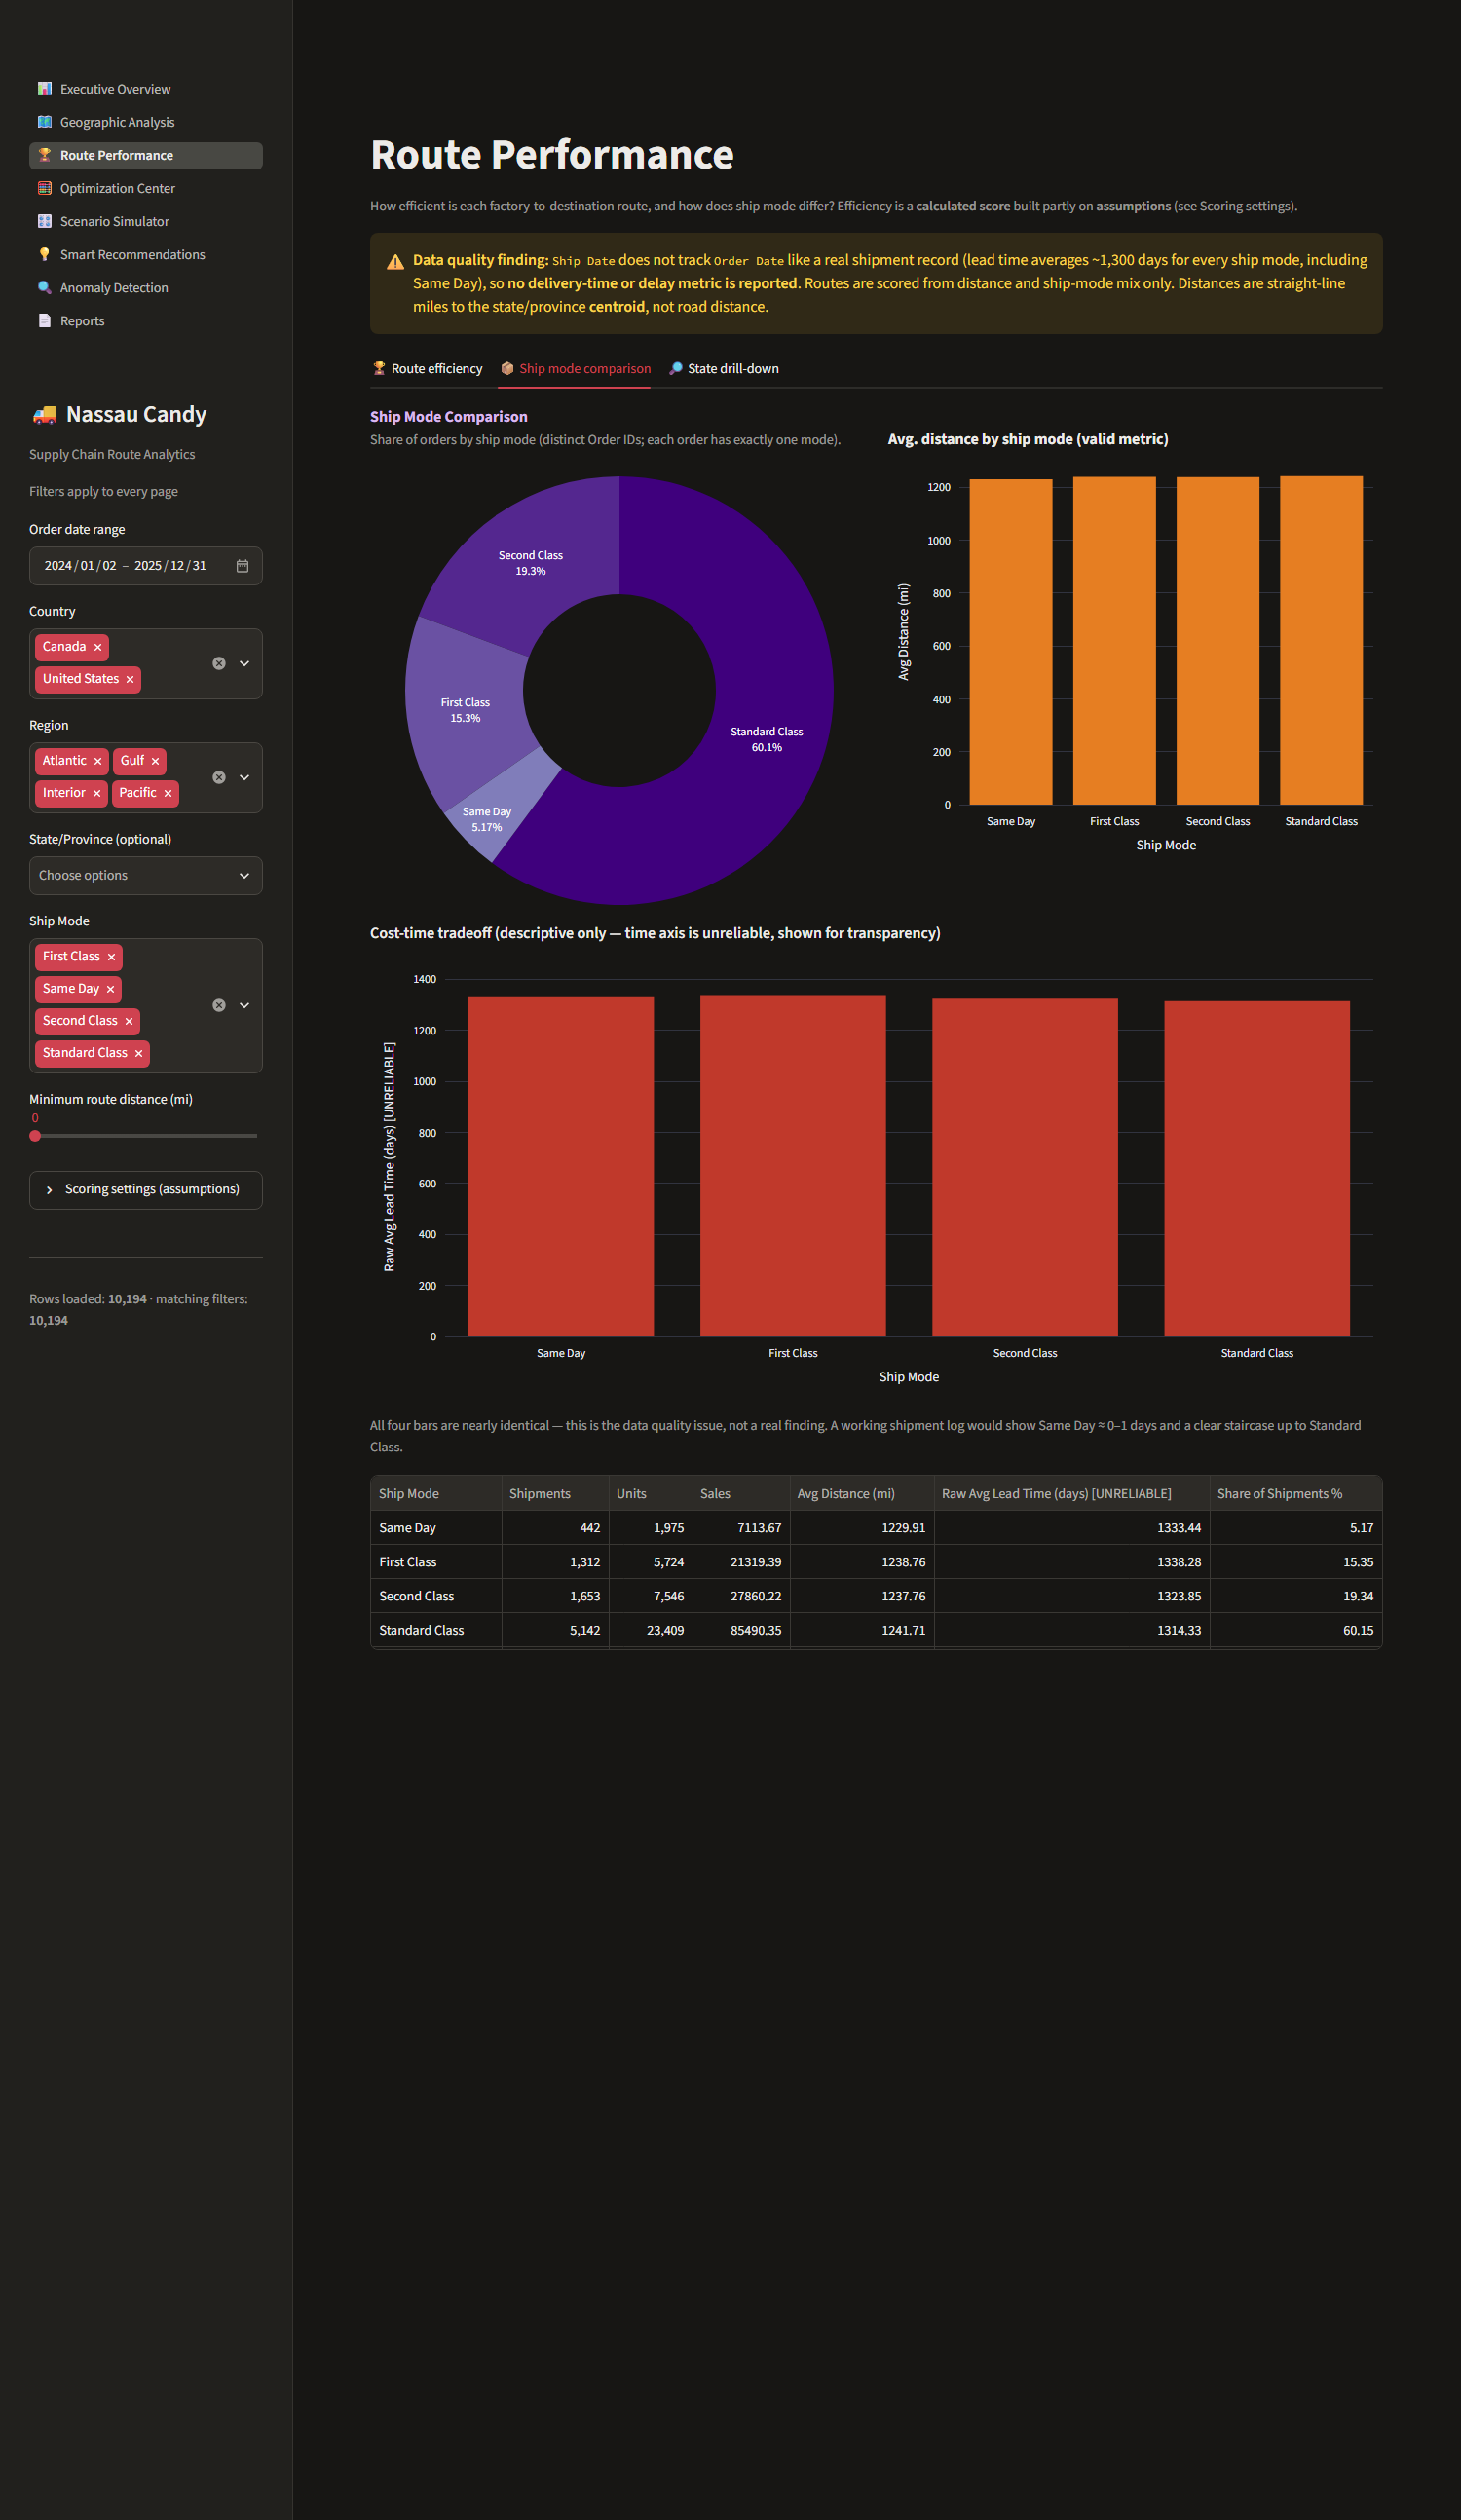 Executive Overview
Geographic Analysis
Route Performance
Optimization Center
Scenario Simulator
Smart Recommendations
Anomaly Detection
Reports
Nassau Candy
Supply Chain Route Analytics
Filters apply to every page
Order date range
2024/01/02 – 2025/12/31
Country
Canada
United States
Region
Atlantic Gulf
Interior Pacific
State/Province (optional)
Choose options
Ship Mode
First Class
Same Day
Second Class
Standard Class
Minimum route distance (mi)
0
Scoring settings (assumptions)
Rows loaded: 10,194 · matching filters:
10,194
Route Performance
How efficient is each factory-to-destination route, and how does ship mode differ? Efficiency is a calculated score built partly on assumptions (see Scoring settings).
Data quality finding: Ship Date does not track Order Date like a real shipment record (lead time averages ~1,300 days for every ship mode, including
Same Day), so no delivery-time or delay metric is reported. Routes are scored from distance and ship-mode mix only. Distances are straight-line
miles to the state/province centroid, not road distance.
Route efficiency Ship mode comparison State drill-down
Ship Mode Comparison
Share of orders by ship mode (distinct Order IDs; each order has exactly one mode).
Second Class
19.3%
First Class
15.3%
Standard Class
60.1%
Same Day
5.17%
Avg. distance by ship mode (valid metric)
Avg Distance (mi)
1200
1000
800
600
400
200
0
Same Day First Class Second Class Standard Class
Ship Mode
Cost-time tradeoff (descriptive only — time axis is unreliable, shown for transparency)
Raw Avg Lead Time (days) [UNRELIABLE]
1400
1200
1000
800
600
400
200
0
Same Day First Class Second Class Standard Class
Ship Mode
All four bars are nearly identical — this is the data quality issue, not a real finding. A working shipment log would show Same Day ≈ 0–1 days and a clear staircase up to Standard
Class.
Ship Mode Shipments Units Sales Avg Distance (mi) Raw Avg Lead Time (days) [UNRELIABLE] Share of Shipments %
Same Day 442 1,975 7113.67 1229.91 1333.44 5.17
First Class 1,312 5,724 21319.39 1238.76 1338.28 15.35
Second Class 1,653 7,546 27860.22 1237.76 1323.85 19.34
Standard Class 5,142 23,409 85490.35 1241.71 1314.33 60.15